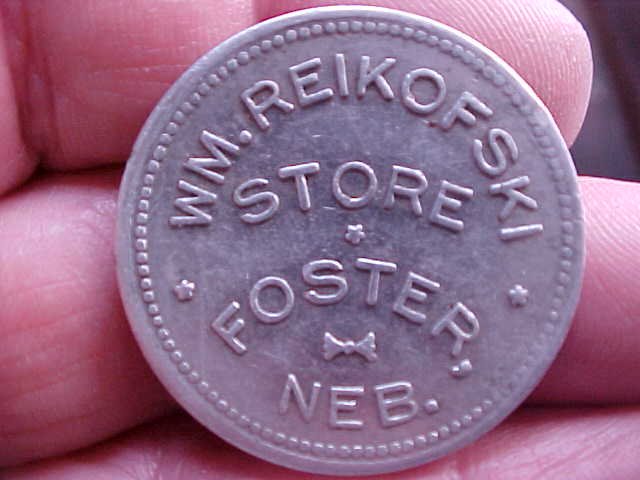 WM. REIKOFSKI
STORE
FOSTER.
NEB.